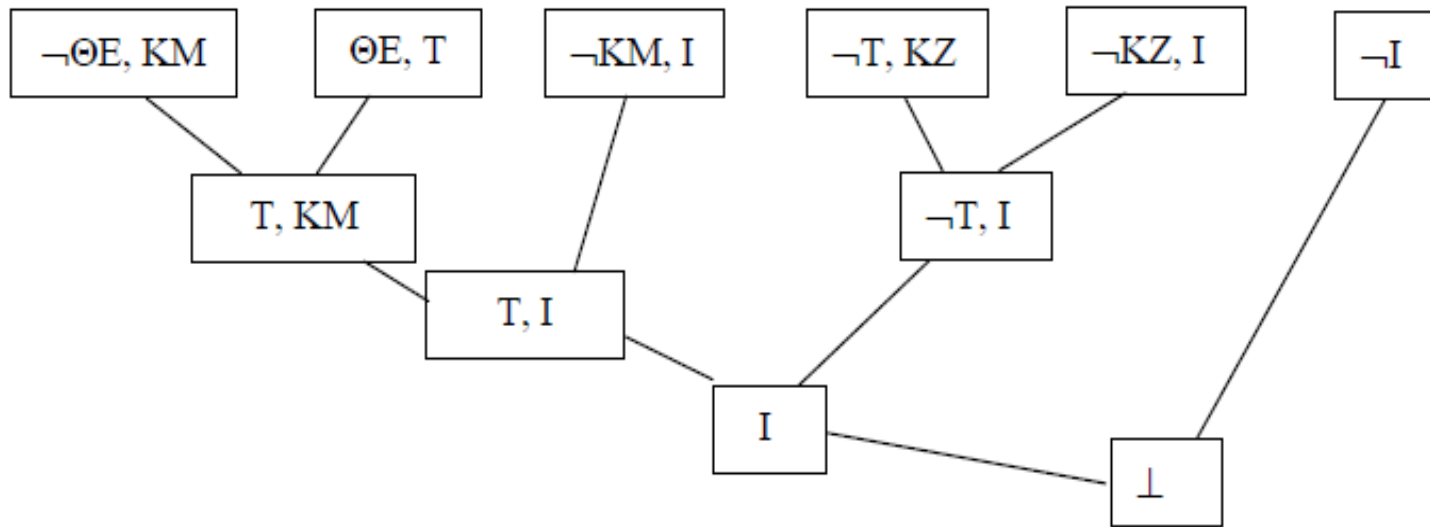 ¬ΘΕ, ΚΜ
ΘΕ, Τ
¬ΚΜ, Ι
¬Τ, ΚΖ
¬ΚΖ, Ι
¬Ι
Τ, ΚΜ
¬Τ, Ι
Τ, Ι
Ι
⊥